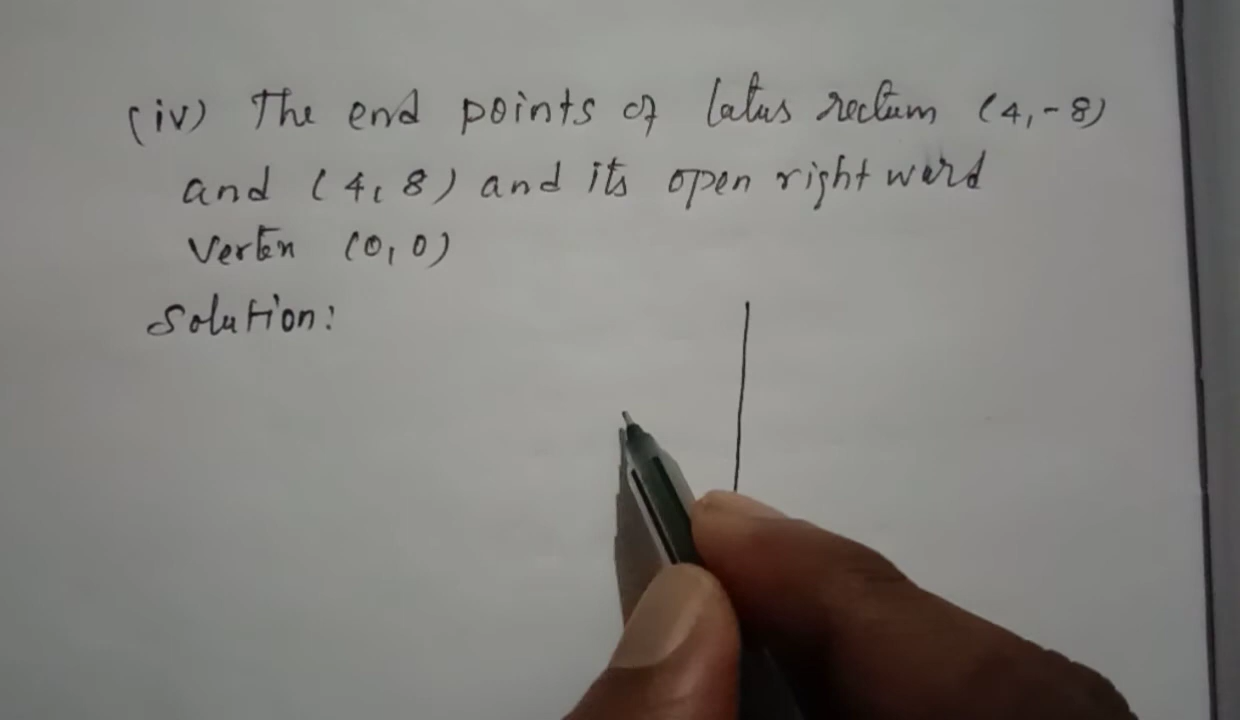 (iv) The end points of latus rectum (4,-8)
and (4,8) and its open right ward
Vertex (0,0)
Solution: